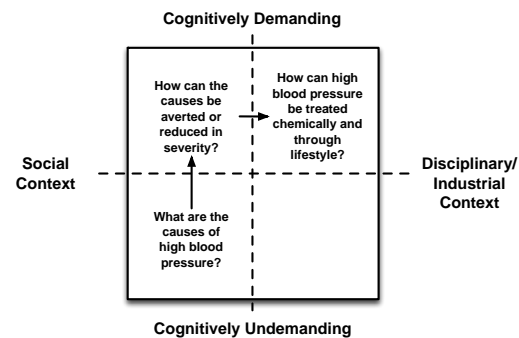 Cognitively Demanding
How can the
causes be
averted or
reduced in
severity?
How can high
blood pressure
be treated
chemically and
through
lifestyle?
Social
Context
Disciplinary/
Industrial
Context
What are the
causes of
high blood
pressure?
Cognitively Undemanding